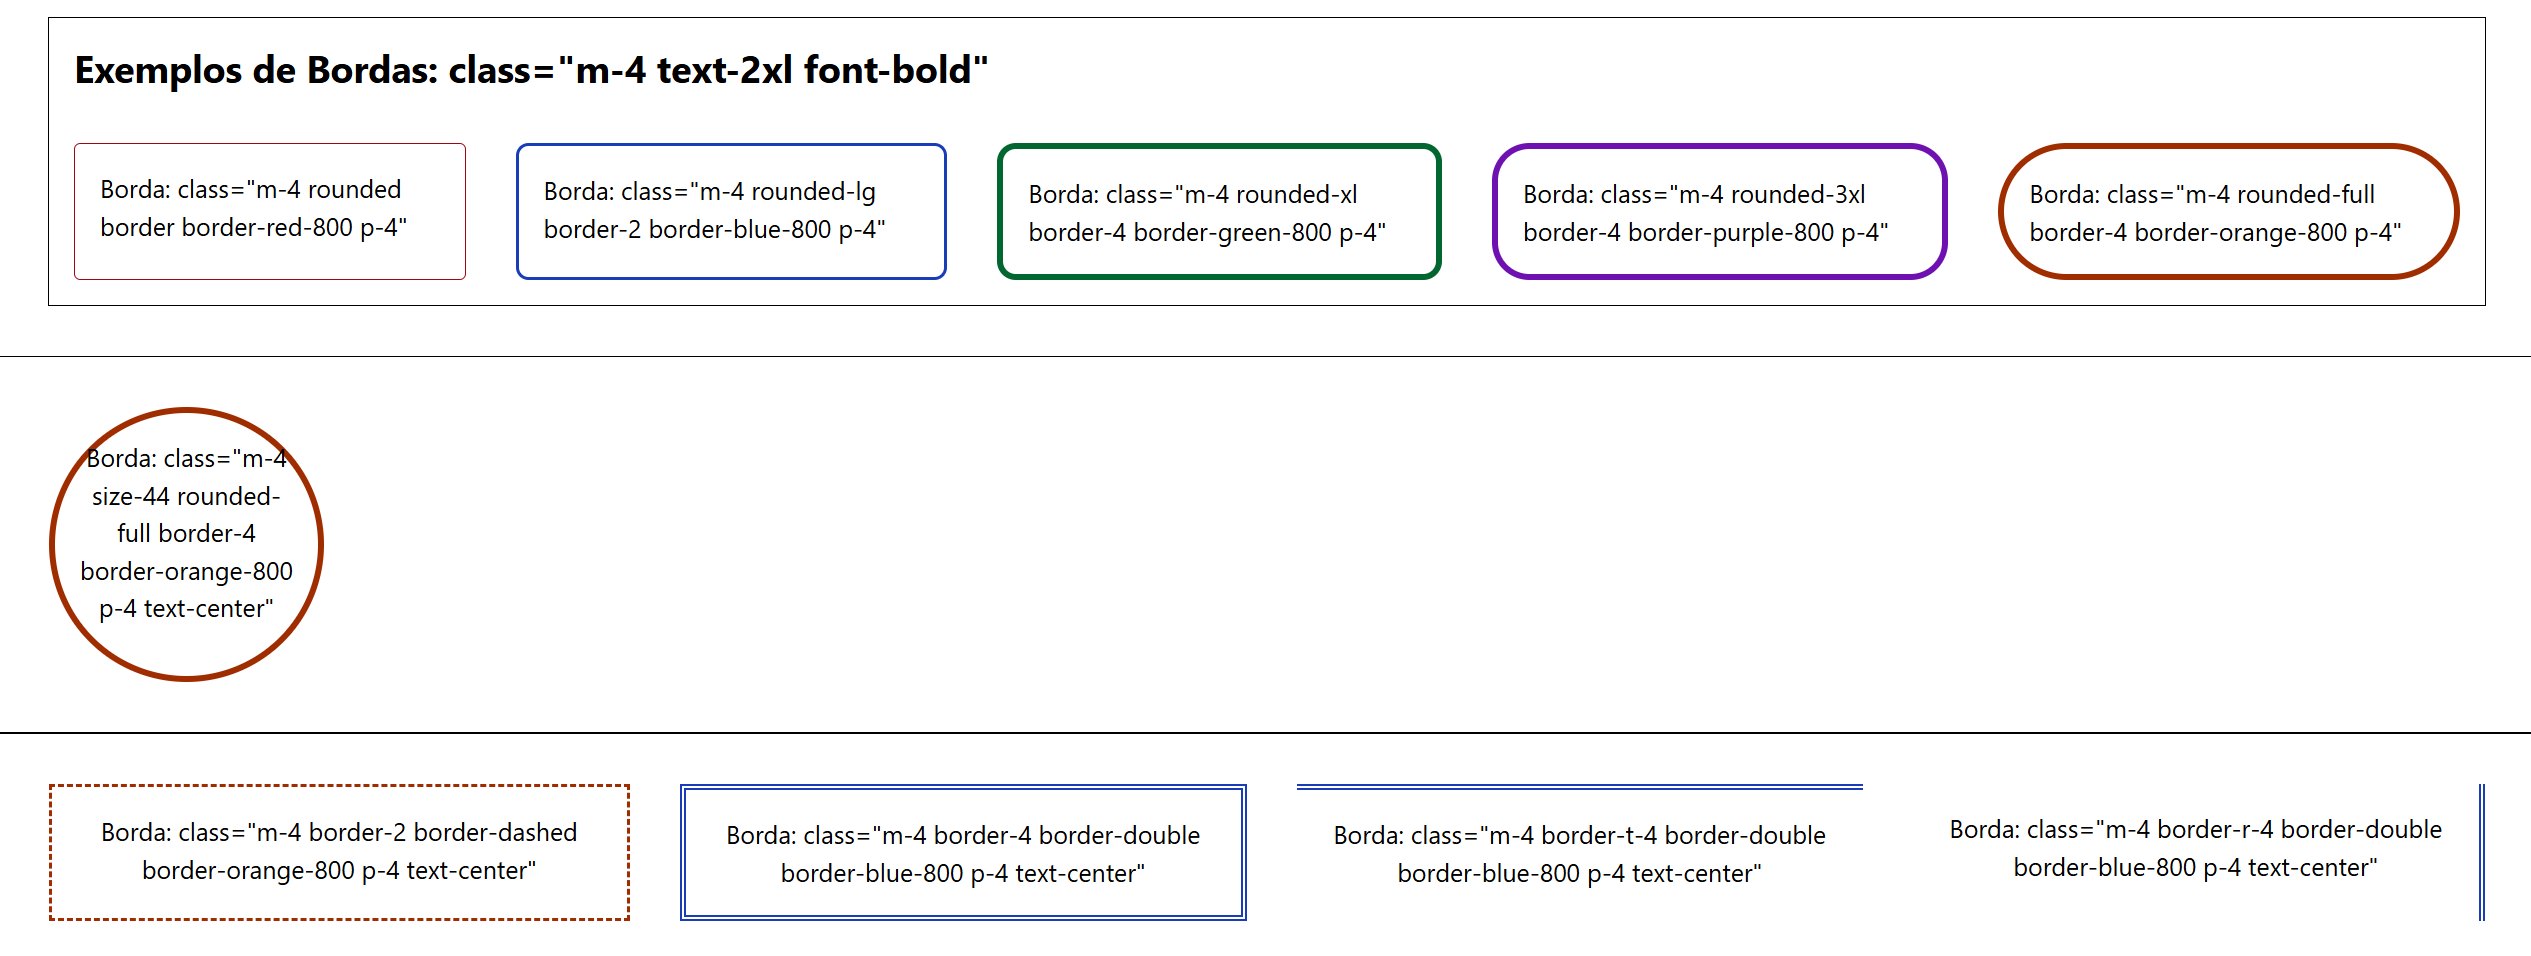 Exemplos de Bordas: class="m-4 text-2xl font-bold"
Borda: class="m-4 rounded
border border-red-800 p-4"
Borda: class="m-4 rounded-lg
border-2 border-blue-800 p-4"
Borda: class="m-4 rounded-xl
border-4 border-green-800 p-4"
Borda: class="m-4 rounded-3xl
border-4 border-purple-800 p-4"
Borda: class="m-4 rounded-full
border-4 border-orange-800 p-4"
Borda: class="m-4
size-44 rounded-
full border-4
border-orange-800
p-4 text-center"
Borda: class="m-4 border-2 border-dashed
border-orange-800 p-4 text-center"
Borda: class="m-4 border-4 border-double
border-blue-800 p-4 text-center"
Borda: class="m-4 border-t-4 border-double
border-blue-800 p-4 text-center"
Borda: class="m-4 border-r-4 border-double
border-blue-800 p-4 text-center"